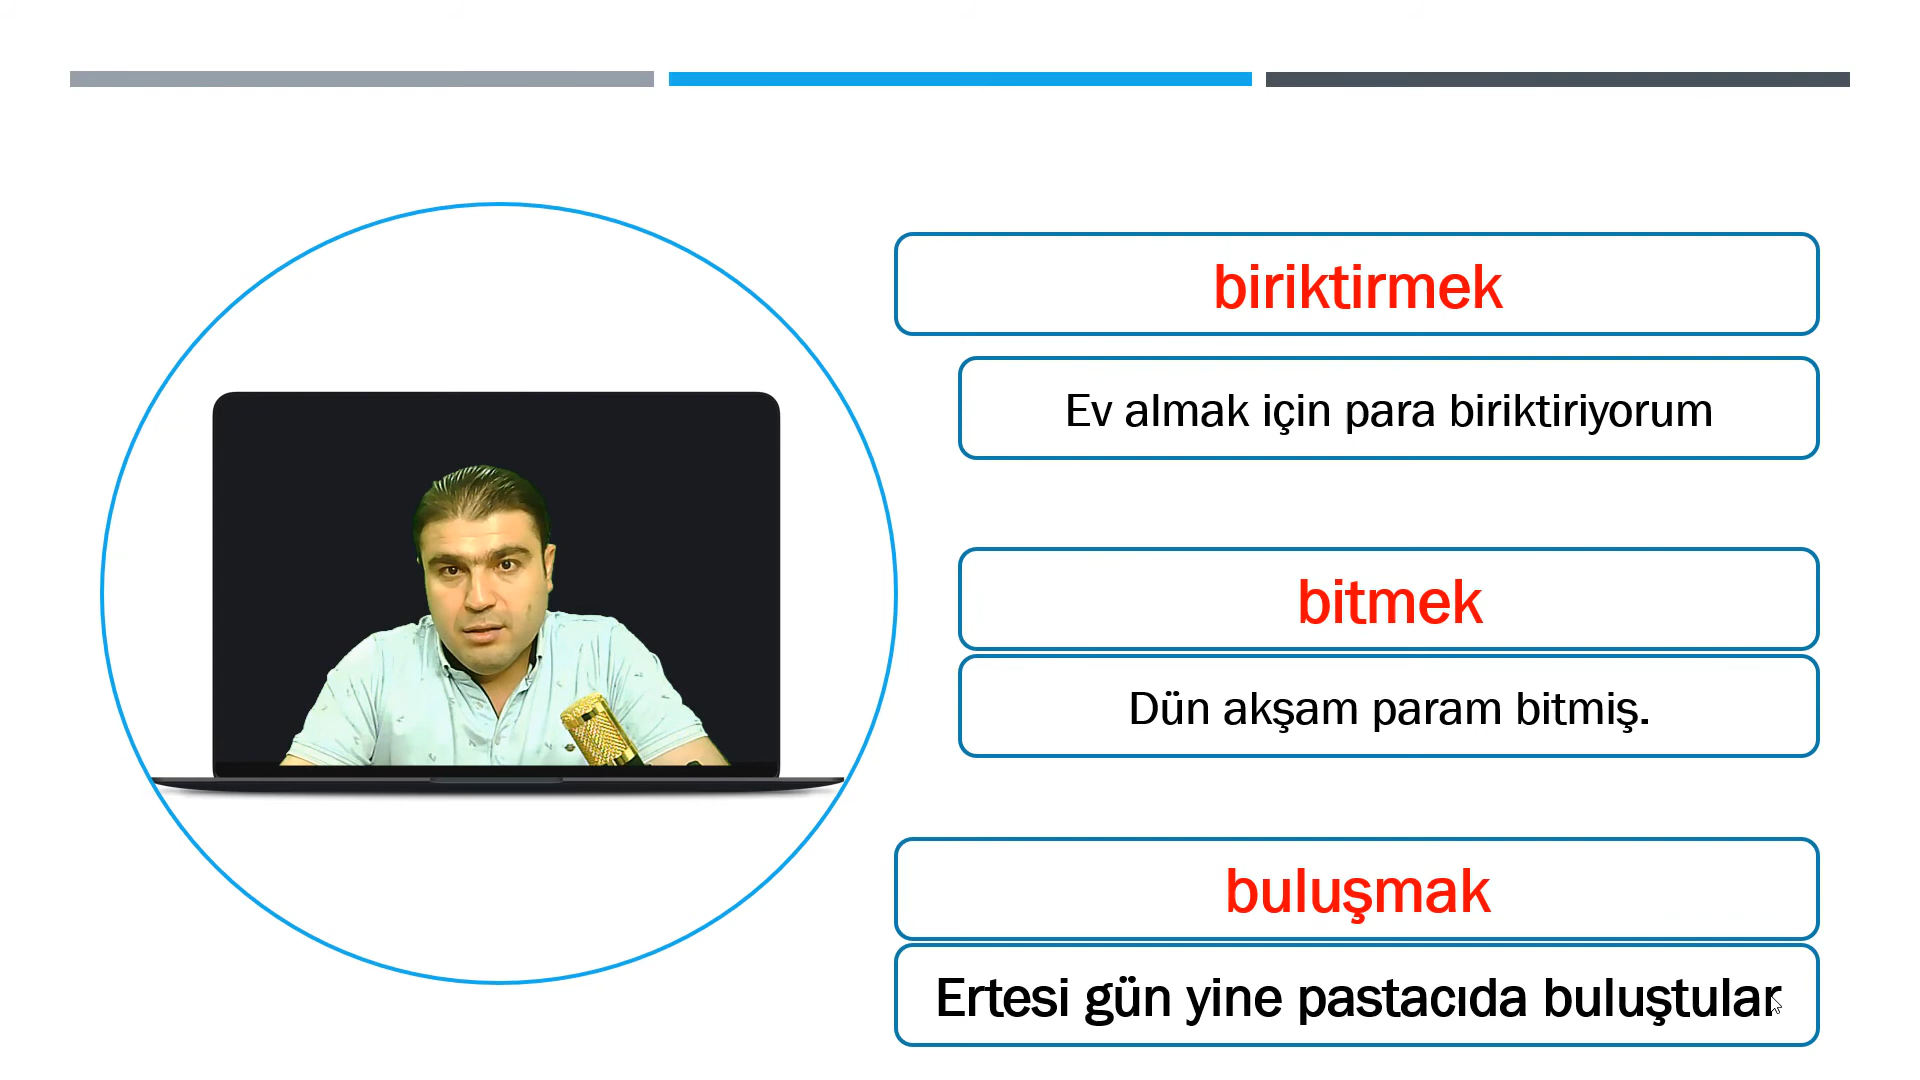 biriktirmek
Ev almak için para biriktiriyorum
bitmek
Dün akşam param bitmiş.
buluşmak
Ertesi gün yine pastacıda buluştular